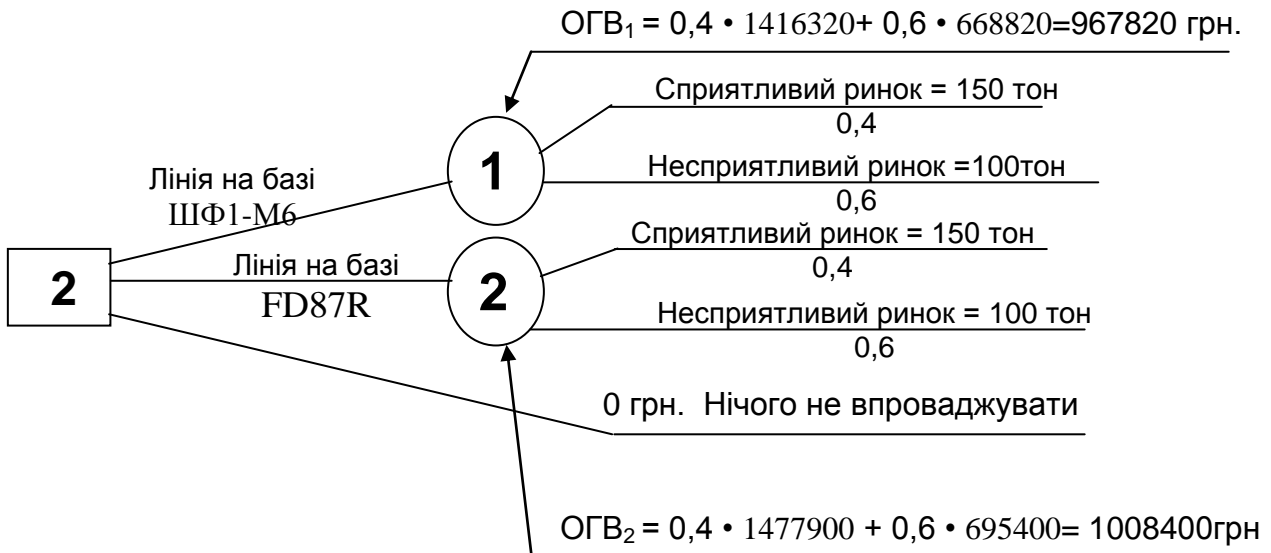 ОГВ₁ = 0,4 • 1416320+ 0,6 • 668820=967820 грн.
Сприятливий ринок = 150 тон
0,4
1
Несприятливий ринок =100тон
0,6
Лінія на базі
ШФ1-М6
Сприятливий ринок = 150 тон
0,4
2
Лінія на базі
FD87R
2
Несприятливий ринок = 100 тон
0,6
0 грн. Нічого не впроваджувати
ОГВ₂ = 0,4 • 1477900 + 0,6 • 695400= 1008400грн